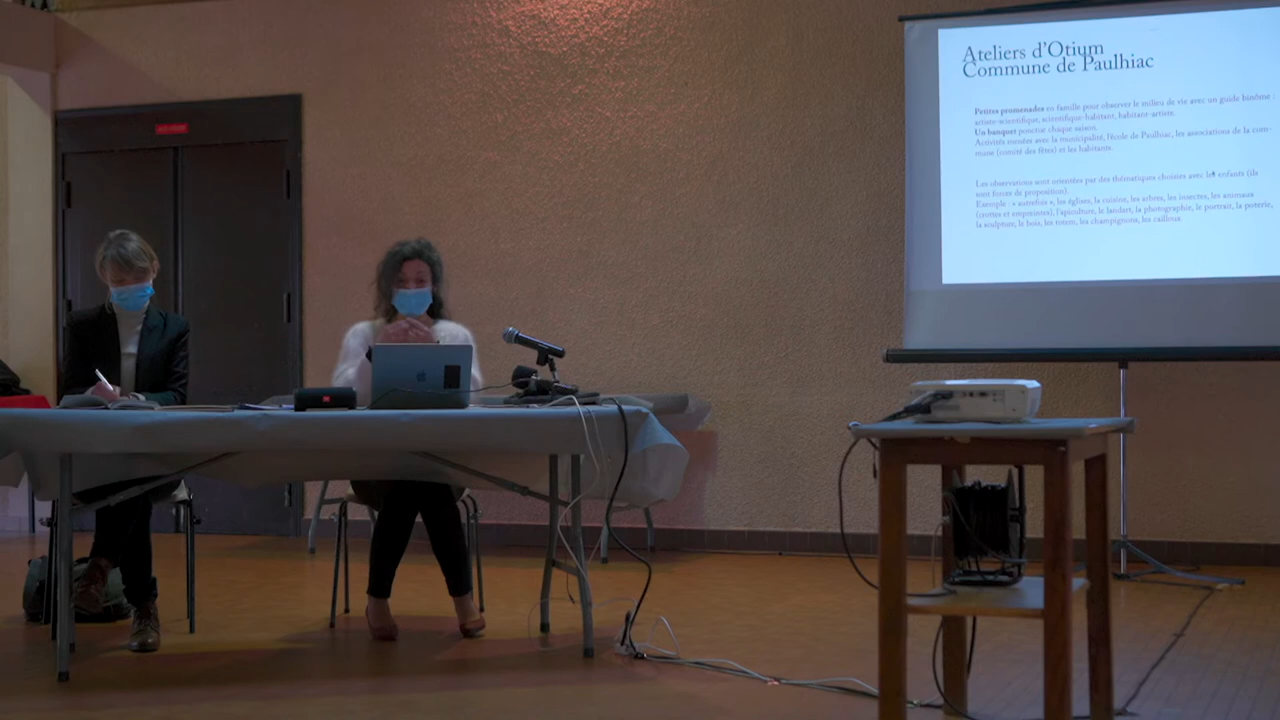 Ateliers d'Otium
Commune de Paulhiac
Petites promenades en famille pour observer le milieu de vie avec un guide binôme :
artiste-scientifique, scientifique-habitant, habitant-artiste.
Un banquet ponctue chaque saison.
Activités menées avec la municipalité, l'école de Paulhiac, les associations de la com-
mune (comité des fêtes) et les habitants.
Les observations sont orientées par des thématiques choisies avec les enfants (ils
sont forces de proposition).
Exemple : « autrefois », les églises, la cuisine, les arbres, les insectes, les animaux
(crottes et empreintes), l'apiculture, le landart, la photographie, le portrait, la poterie,
la sculpture, le bois, les totem, les champignons, les cailloux.